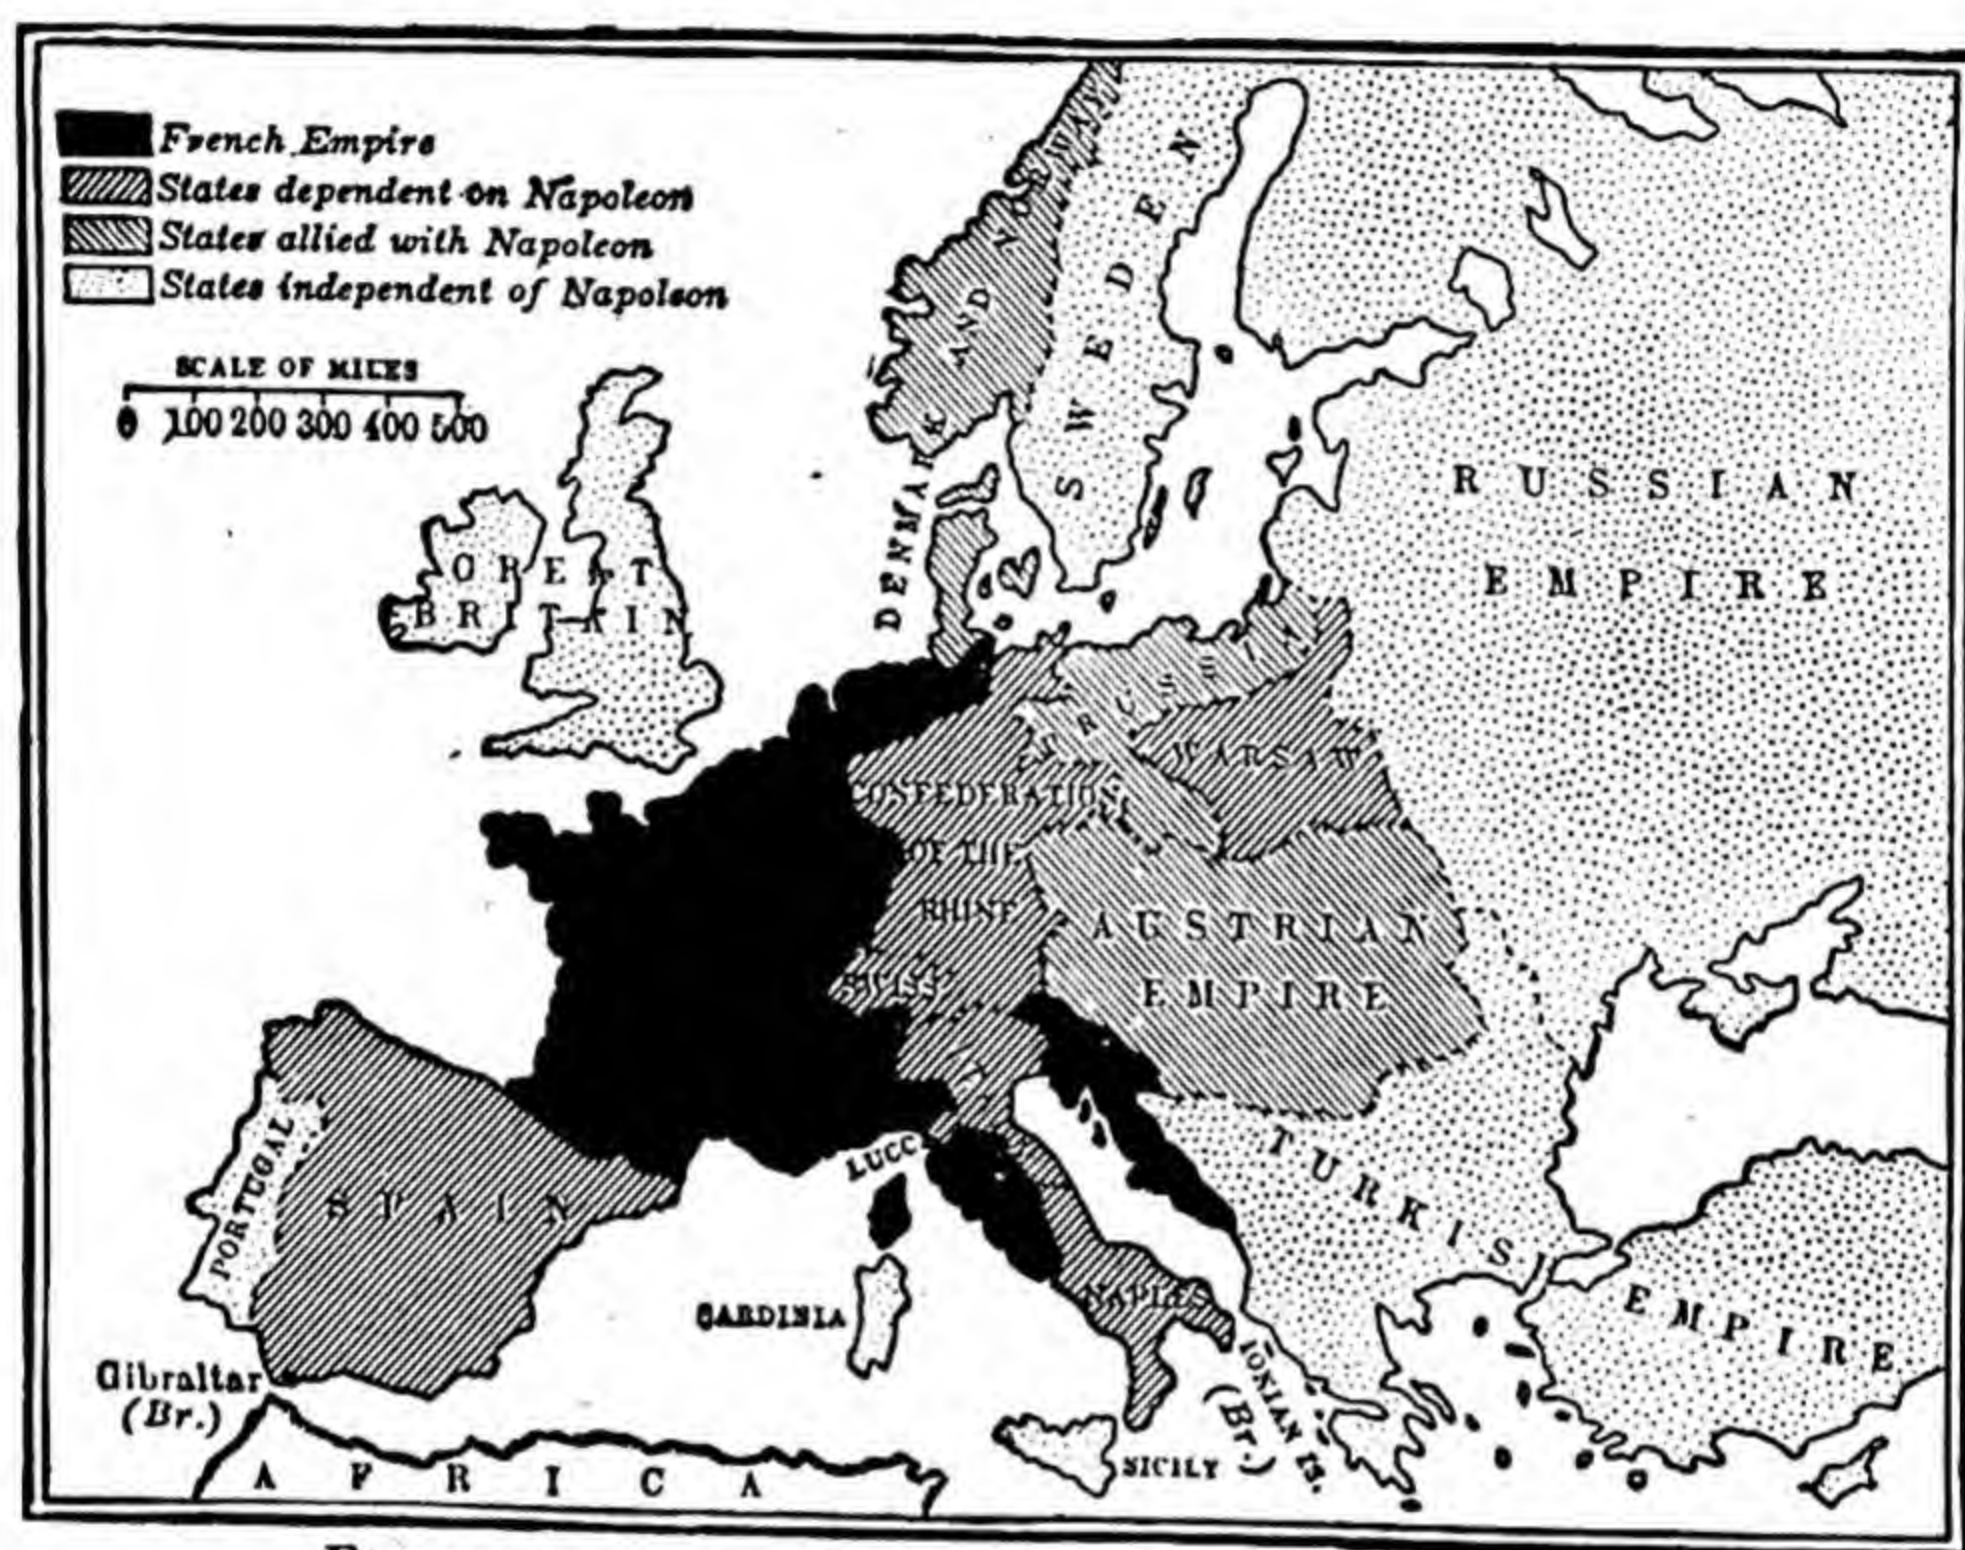 French Empire
States dependent on Napoleon
States allied with Napoleon
States independent of Napoleon
SCALE OF MILES
0 100 200 300 400 500
DENMARK AND NORWAY
SWEDEN
RUSSIAN
EMPIRE
GREAT
BRITAIN
PRUSSIA
WARSAW
CONFEDERATION
OF THE
RHINE
SWISS
AUSTRIAN
EMPIRE
PORTUGAL
SPAIN
LUCC
SARDINIA
NAPLES
TURKISH
EMPIRE
Gibraltar
(Br.)
IONIAN IS.
(Br.)
SICILY
AFRICA